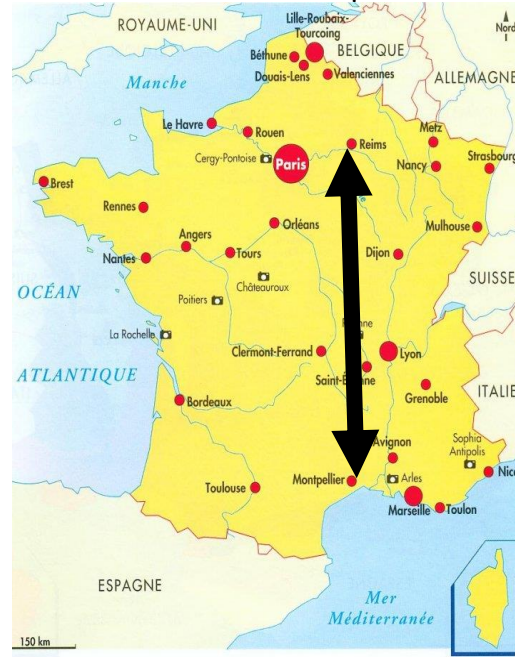 Nord
ROYAUME-UNI
Lille-Roubaix-
Tourcoing
BELGIQUE
Béthune
Douais-Lens
Valenciennes
ALLEMAGNE
Manche
Le Havre
Rouen
Reims
Metz
Cergy-Pontoise
Paris
Nancy
Strasbourg
Brest
Rennes
Orléans
Mulhouse
Angers
Tours
Dijon
Nantes
Châteauroux
SUISSE
OCÉAN
Poitiers
La Rochelle
Clermont-Ferrand
Lyon
ATLANTIQUE
Saint-Étienne
Grenoble
ITALIE
Bordeaux
Avignon
Sophia
Antipolis
Nice
Montpellier
Arles
Toulouse
Marseille
Toulon
ESPAGNE
Mer
Méditerranée
150 km